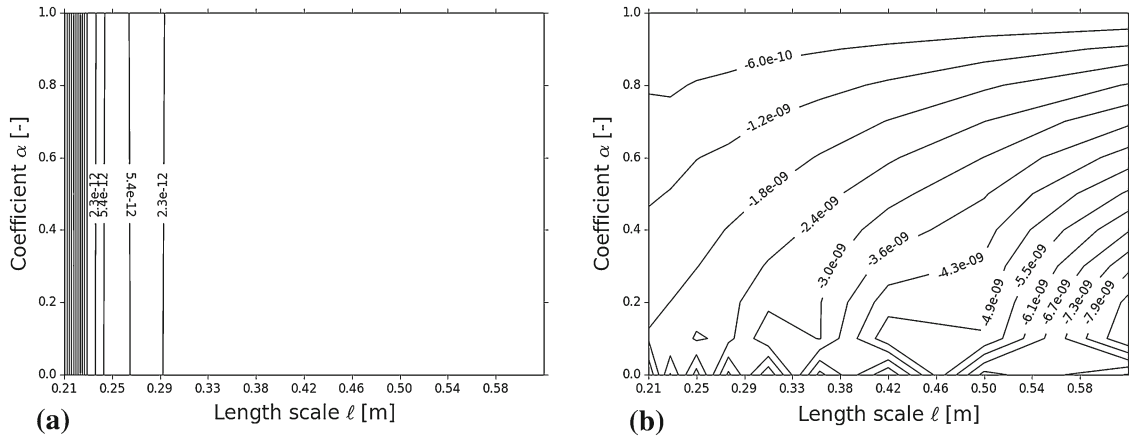 1.0
0.8
0.6
0.4
0.2
0.0
Coefficient α [-]
2.3e-12
5.4e-12
5.4e-12
2.3e-12
0.21 0.25 0.29 0.33 0.38 0.42 0.46 0.50 0.54 0.58
Length scale ℓ [m]
(a)
1.0
0.8
0.6
0.4
0.2
0.0
Coefficient α [-]
-6.0e-10
-1.2e-09
-1.8e-09
-2.4e-09
-3.0e-09
-3.6e-09
-4.3e-09
-4.9e-09
-5.5e-09
-6.1e-09
-6.7e-09
-7.3e-09
-7.9e-09
0.21 0.25 0.29 0.33 0.38 0.42 0.46 0.50 0.54 0.58
Length scale ℓ [m]
(b)